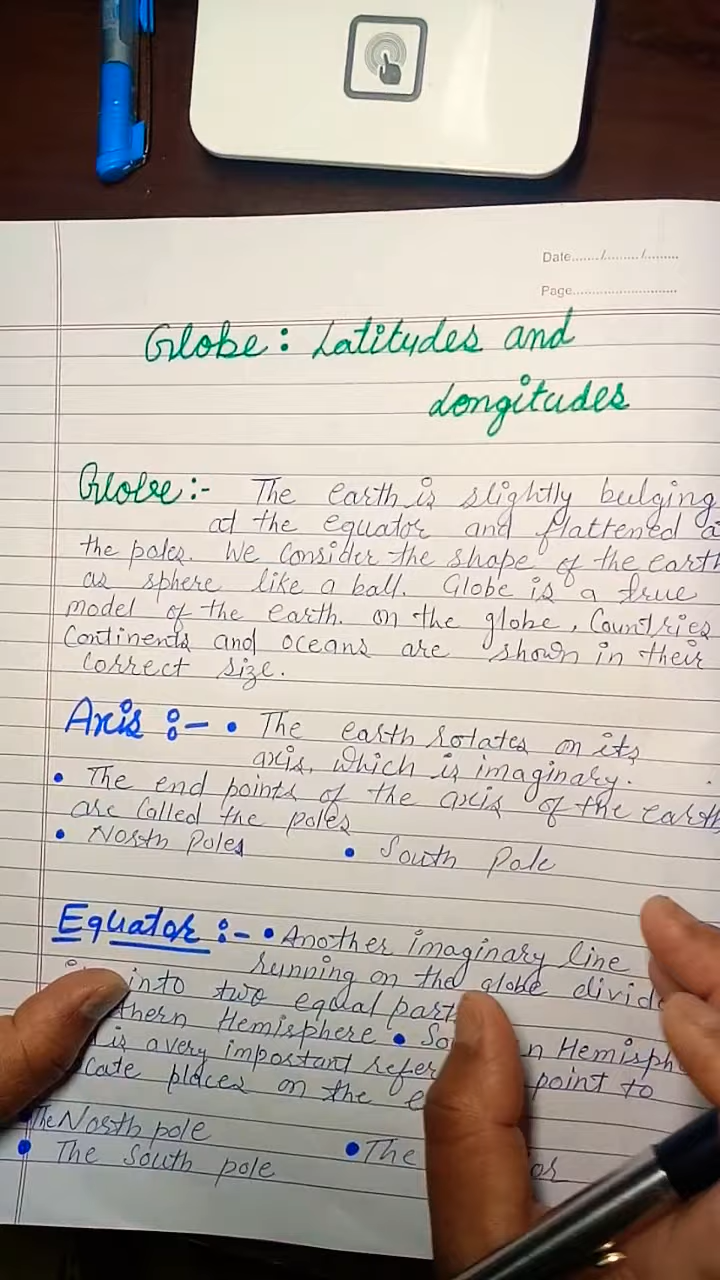 Date......./........./.........
Page............................
Globe: Latitudes and
Longitudes
Globe:- The earth is slightly bulging
at the equator and flattened a
the poles. We consider the shape of the earth
as sphere like a ball. Globe is a true
model of the earth. on the globe, Countries
Continents and oceans are shown in their
correct size.
Axis :- • The earth rotates on its
axis, which is imaginary.
• The end points of the axis of the earth
are called the poles
• North Poles • South Pole
Equator :- • Another imaginary line
running on the globe divide
into two equal part
thern Hemisphere • So n Hemisphe
is a very important refer point to
cate places on the e
The North pole
• The South pole • The or